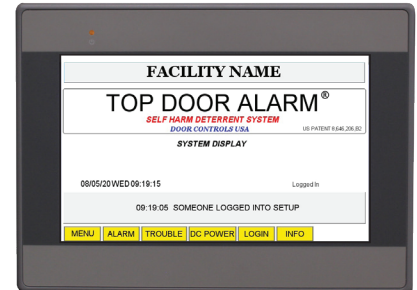 FACILITY NAME
TOP DOOR ALARM®
SELF HARM DETERRENT SYSTEM
DOOR CONTROLS USA
US PATENT 9,646,206,B2
SYSTEM DISPLAY
08/05/20 WED 09:19:15
Logged In
09:19:05 SOMEONE LOGGED INTO SETUP
MENU ALARM TROUBLE DC POWER LOGIN INFO